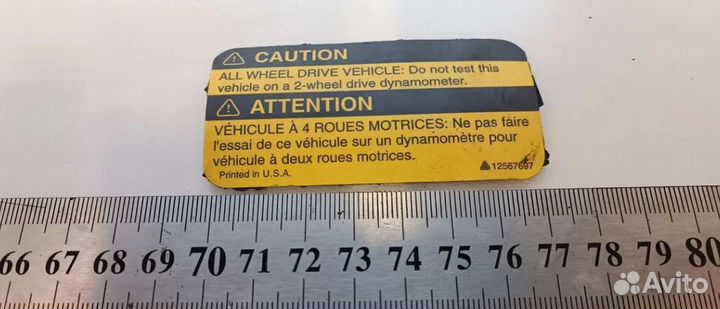 ⚠ CAUTION
ALL WHEEL DRIVE VEHICLE: Do not test this
vehicle on a 2-wheel drive dynamometer.
⚠ ATTENTION
VÉHICULE À 4 ROUES MOTRICES: Ne pas faire
l'essai de ce véhicule sur un dynamomètre pour
véhicule à deux roues motrices.
Printed in U.S.A. 12567697
66 67 68 69 70 71 72 73 74 75 76 77 78 79 80
Avito